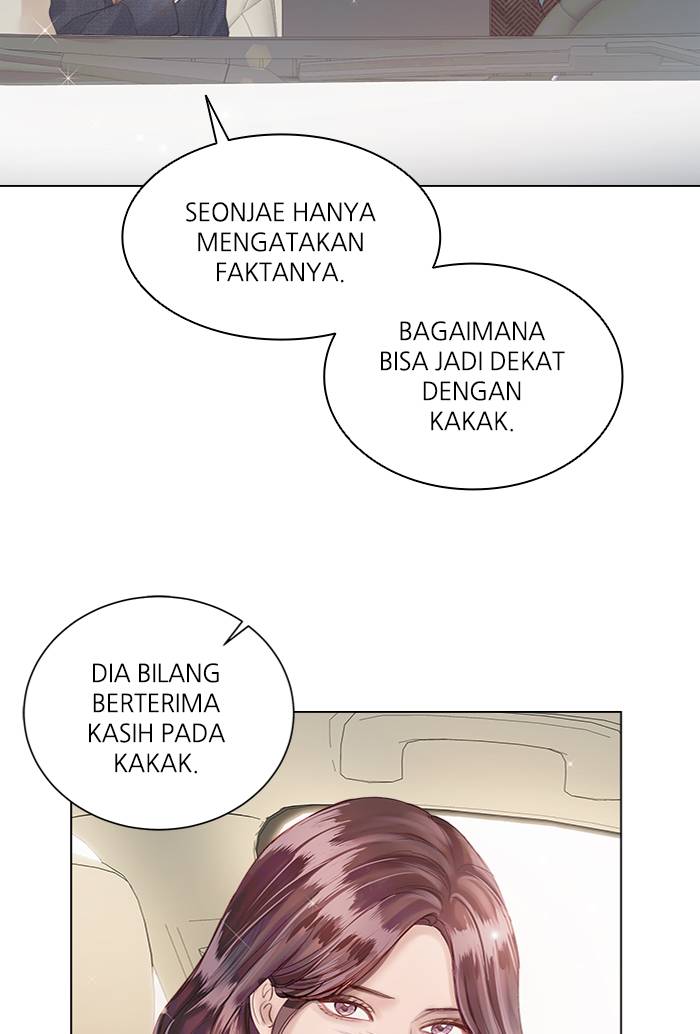 SEONJAE HANYA
MENGATAKAN
FAKTANYA.
BAGAIMANA
BISA JADI DEKAT
DENGAN
KAKAK.
DIA BILANG
BERTERIMA
KASIH PADA
KAKAK.